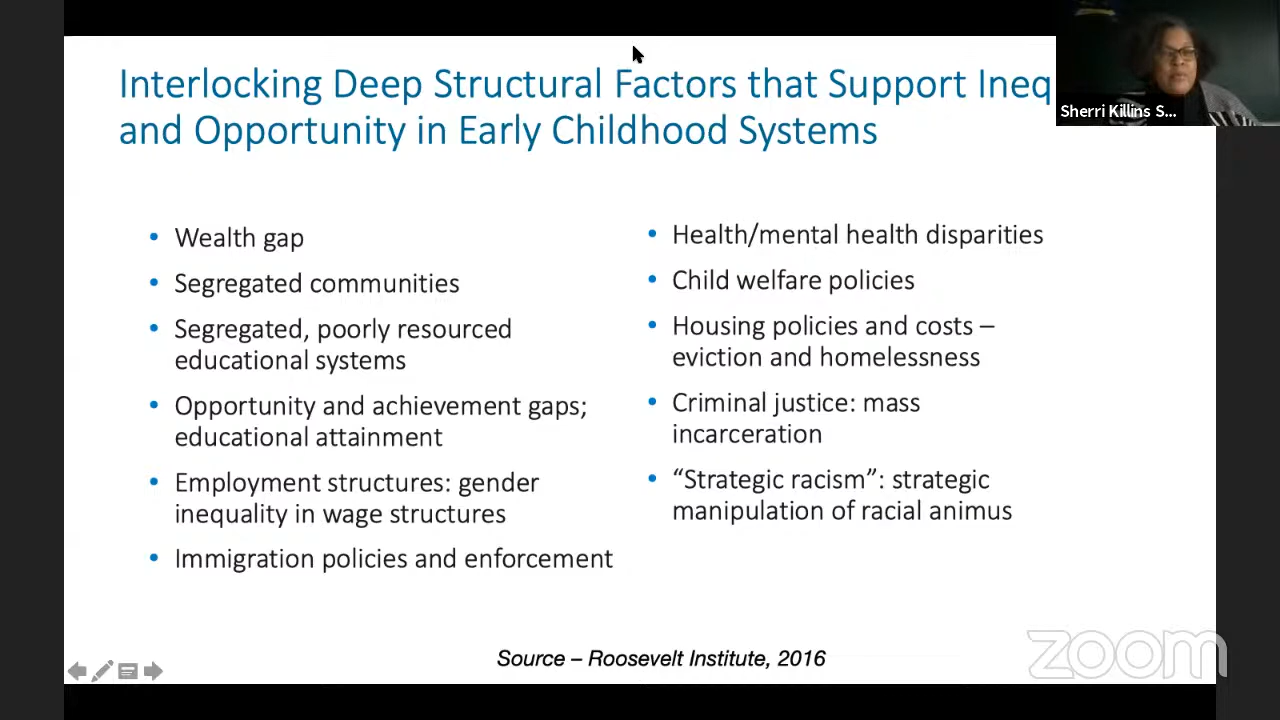 Interlocking Deep Structural Factors that Support Ineq
and Opportunity in Early Childhood Systems
Sherri Killins S...
• Wealth gap
• Segregated communities
• Segregated, poorly resourced
educational systems
• Opportunity and achievement gaps;
educational attainment
• Employment structures: gender
inequality in wage structures
• Immigration policies and enforcement
• Health/mental health disparities
• Child welfare policies
• Housing policies and costs –
eviction and homelessness
• Criminal justice: mass
incarceration
• “Strategic racism”: strategic
manipulation of racial animus
Source – Roosevelt Institute, 2016
zoom